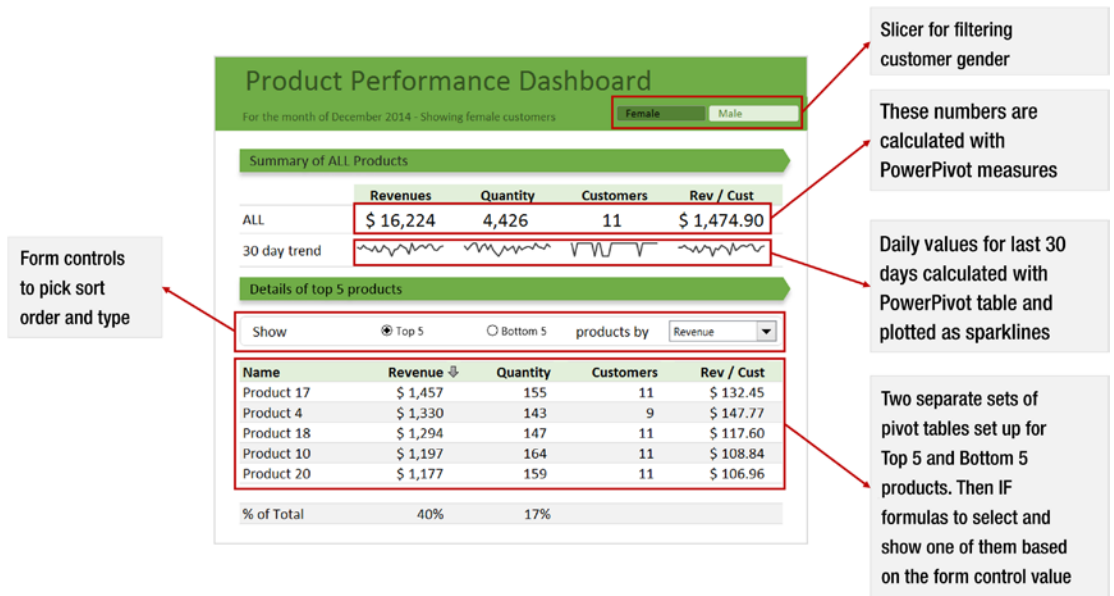 Product Performance Dashboard
For the month of December 2014 - Showing female customers
Female Male
Summary of ALL Products
Revenues Quantity Customers Rev / Cust
ALL $ 16,224 4,426 11 $ 1,474.90
30 day trend
Details of top 5 products
Show Top 5 Bottom 5 products by Revenue
Name Revenue Quantity Customers Rev / Cust
Product 17 $ 1,457 155 11 $ 132.45
Product 4 $ 1,330 143 9 $ 147.77
Product 18 $ 1,294 147 11 $ 117.60
Product 10 $ 1,197 164 11 $ 108.84
Product 20 $ 1,177 159 11 $ 106.96
% of Total 40% 17%
Form controls
to pick sort
order and type
Slicer for filtering
customer gender
These numbers are
calculated with
PowerPivot measures
Daily values for last 30
days calculated with
PowerPivot table and
plotted as sparklines
Two separate sets of
pivot tables set up for
Top 5 and Bottom 5
products. Then IF
formulas to select and
show one of them based
on the form control value